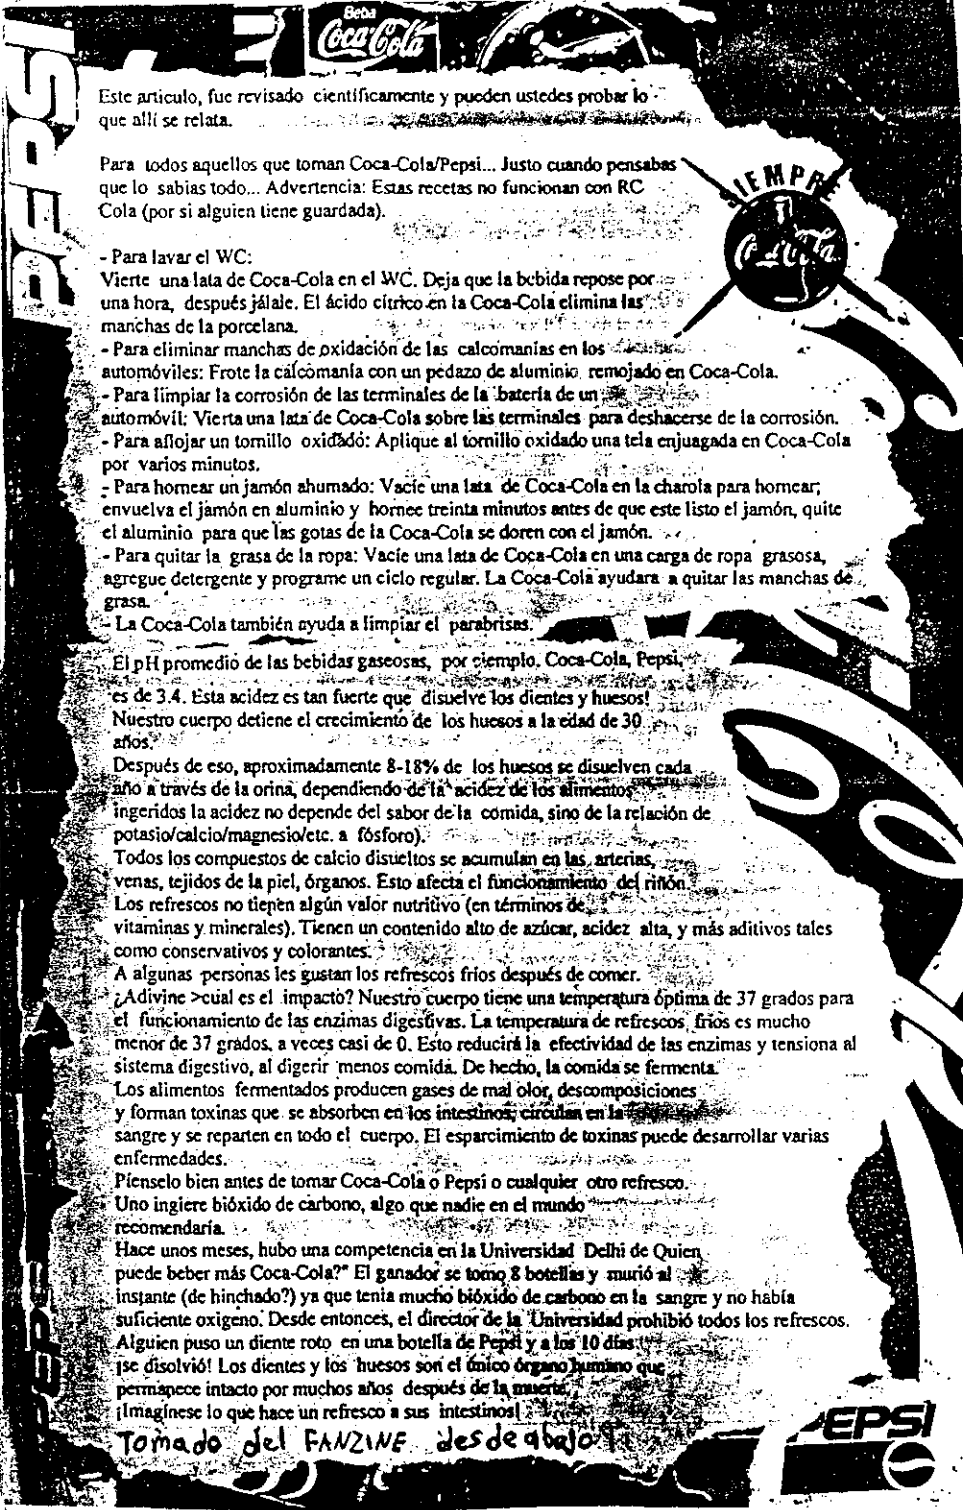 Beba
Coca-Cola
PEPSI
Este articulo, fue revisado científicamente y pueden ustedes probar lo
que allí se relata.
Para todos aquellos que toman Coca-Cola/Pepsi... Justo cuando pensabas
que lo sabias todo... Advertencia: Estas recetas no funcionan con RC
Cola (por si alguien tiene guardada).
SIEMPRE
Coca-Cola
- Para lavar el WC:
Vierte una lata de Coca-Cola en el WC. Deja que la bebida repose por
una hora, después jálale. El ácido cítrico en la Coca-Cola elimina las
manchas de la porcelana.
- Para eliminar manchas de oxidación de las calcomanías en los
automóviles: Frote la calcomanía con un pedazo de aluminio remojado en Coca-Cola.
- Para limpiar la corrosión de las terminales de la batería de un
automóvil: Vierta una lata de Coca-Cola sobre las terminales para deshacerse de la corrosión.
- Para aflojar un tornillo oxidado: Aplique al tornillo oxidado una tela enjuagada en Coca-Cola
por varios minutos.
- Para hornear un jamón ahumado: Vacíe una lata de Coca-Cola en la charola para hornear;
envuelva el jamón en aluminio y hornee treinta minutos antes de que este listo el jamón, quite
el aluminio para que las gotas de la Coca-Cola se doren con el jamón.
- Para quitar la grasa de la ropa: Vacíe una lata de Coca-Cola en una carga de ropa grasosa,
agregue detergente y programe un ciclo regular. La Coca-Cola ayudara a quitar las manchas de
grasa.
- La Coca-Cola también ayuda a limpiar el parabrisas.
El pH promedio de las bebidas gaseosas, por ejemplo. Coca-Cola, Pepsi,
es de 3.4. Esta acidez es tan fuerte que disuelve los dientes y huesos!
Nuestro cuerpo detiene el crecimiento de los huesos a la edad de 30
años.
Después de eso, aproximadamente 8-18% de los huesos se disuelven cada
año a través de la orina, dependiendo de la acidez de los alimentos
ingeridos la acidez no depende del sabor de la comida, sino de la relación de
potasio/calcio/magnesio/etc. a fósforo).
Todos los compuestos de calcio disueltos se acumulan en las arterias,
venas, tejidos de la piel, órganos. Esto afecta el funcionamiento del riñón.
Los refrescos no tienen algún valor nutritivo (en términos de
vitaminas y minerales). Tienen un contenido alto de azúcar, acidez alta, y más aditivos tales
como conservativos y colorantes.
A algunas personas les gustan los refrescos fríos después de comer.
¿Adivine >cual es el impacto? Nuestro cuerpo tiene una temperatura óptima de 37 grados para
el funcionamiento de las enzimas digestivas. La temperatura de refrescos fríos es mucho
menor de 37 grados, a veces casi de 0. Esto reducirá la efectividad de las enzimas y tensiona al
sistema digestivo, al digerir menos comida. De hecho, la comida se fermenta.
Los alimentos fermentados producen gases de mal olor, descomposiciones
y forman toxinas que se absorben en los intestinos, circulan en la
sangre y se reparten en todo el cuerpo. El esparcimiento de toxinas puede desarrollar varias
enfermedades.
Piénselo bien antes de tomar Coca-Cola o Pepsi o cualquier otro refresco.
Uno ingiere bióxido de carbono, algo que nadie en el mundo
recomendaría.
Hace unos meses, hubo una competencia en la Universidad Delhi de Quien
puede beber más Coca-Cola?" El ganador se tomo 8 botellas y murió al
instante (de hinchado?) ya que tenia mucho bióxido de carbono en la sangre y no había
suficiente oxigeno. Desde entonces, el director de la Universidad prohibió todos los refrescos.
Alguien puso un diente roto en una botella de Pepsi y a los 10 días
¡se disolvió! Los dientes y los huesos son el único órgano humano que
permanece intacto por muchos años después de la muerte.
¡Imagínese lo que hace un refresco a sus intestinos!
Tomado del FANZINE desdeabajo
PEPSI
PEPSI